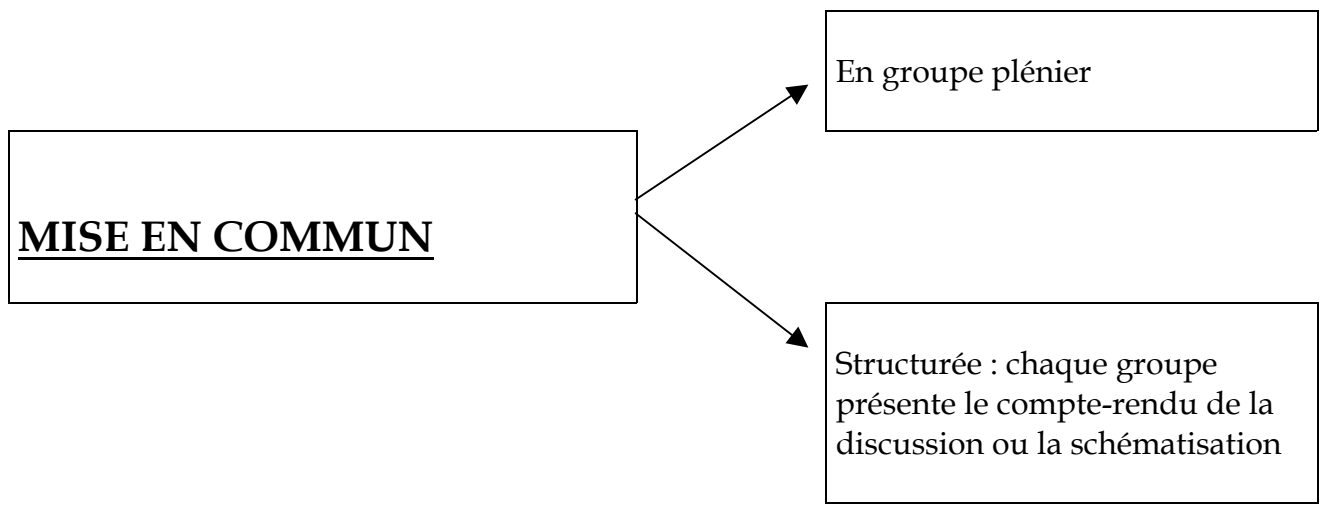 En groupe plénier
MISE EN COMMUN
Structurée : chaque groupe
présente le compte-rendu de la
discussion ou la schématisation